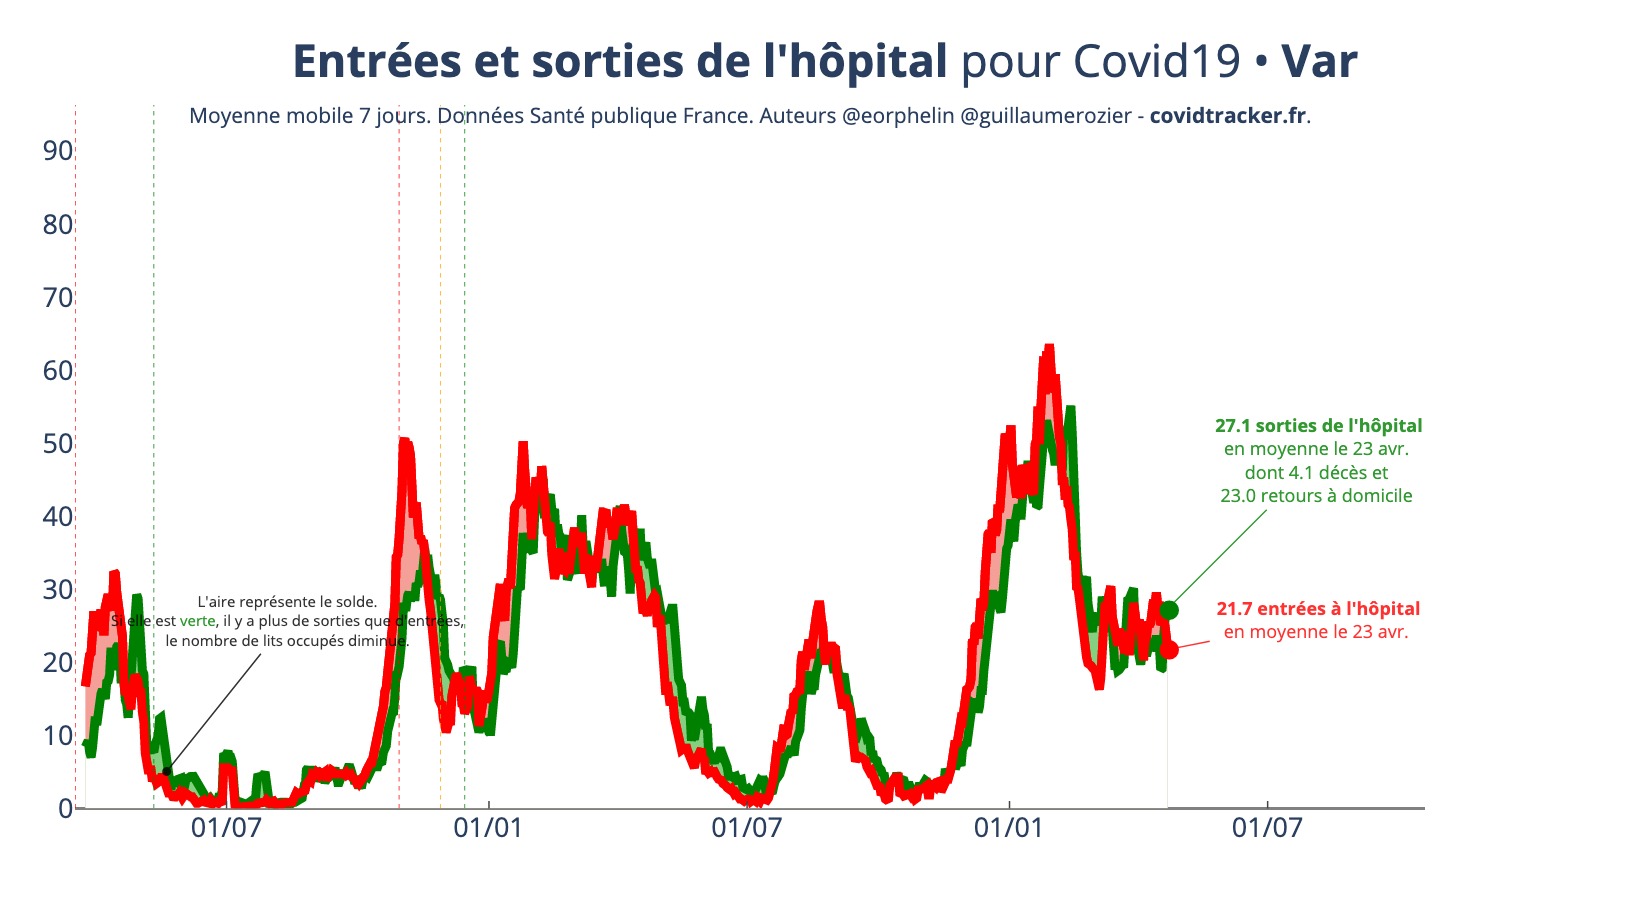 Entrées et sorties de l'hôpital pour Covid19 • Var
Moyenne mobile 7 jours. Données Santé publique France. Auteurs @eorphelin @guillaumerozier - covidtracker.fr.
90
80
70
60
50
40
30
20
10
0
27.1 sorties de l'hôpital
en moyenne le 23 avr.
dont 4.1 décès et
23.0 retours à domicile
21.7 entrées à l'hôpital
en moyenne le 23 avr.
L'aire représente le solde.
Si elle est verte, il y a plus de sorties que d'entrées,
le nombre de lits occupés diminue.
01/07
01/01
01/07
01/01
01/07